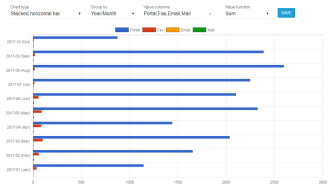 Chart type Group by Value columns Value function
Stacked horizontal bar Year/Month Portal,Fax,Email,Mail Sum SAVE
Portal Fax Email Mail
2017-10 (Oct)
2017-09 (Sep)
2017-08 (Aug)
2017-07 (Jul)
2017-06 (Jun)
2017-05 (May)
2017-04 (Apr)
2017-03 (Mar)
2017-02 (Feb)
2017-01 (Jan)
0 500 1000 1500 2000 2500 3000